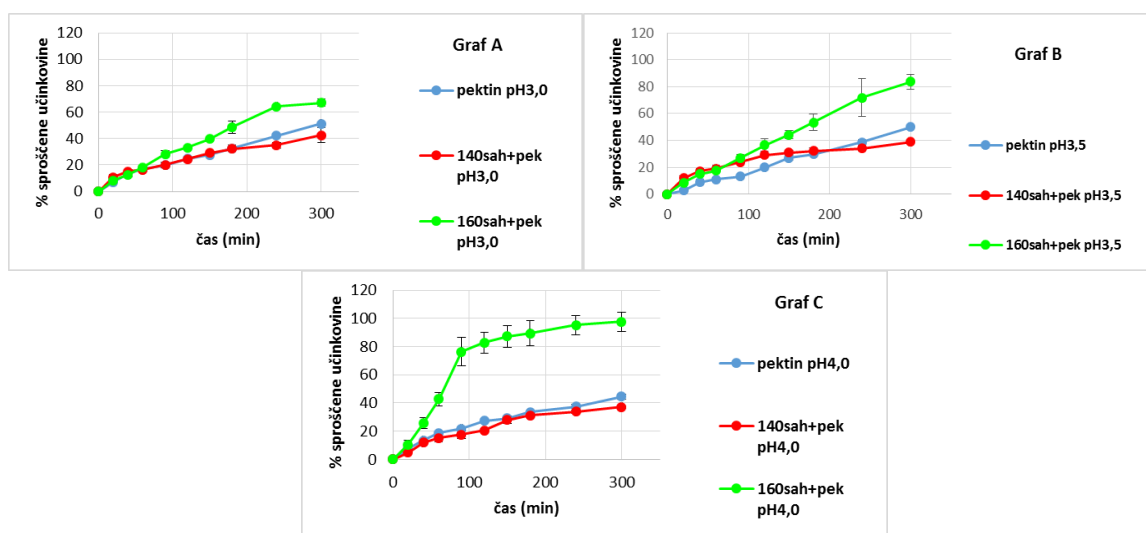 Graf A
% sproščene učinkovine
120
100
80
60
40
20
0
0 100 200 300
čas (min)
pektin pH3,0
140sah+pek
pH3,0
160sah+pek
pH3,0
Graf B
% sproščene učinkovine
120
100
80
60
40
20
0
0 100 200 300
čas (min)
pektin pH3,5
140sah+pek pH3,5
160sah+pek pH3,5
Graf C
% sproščene učinkovine
120
100
80
60
40
20
0
0 100 200 300
čas (min)
pektin pH4,0
140sah+pek
pH4,0
160sah+pek
pH4,0